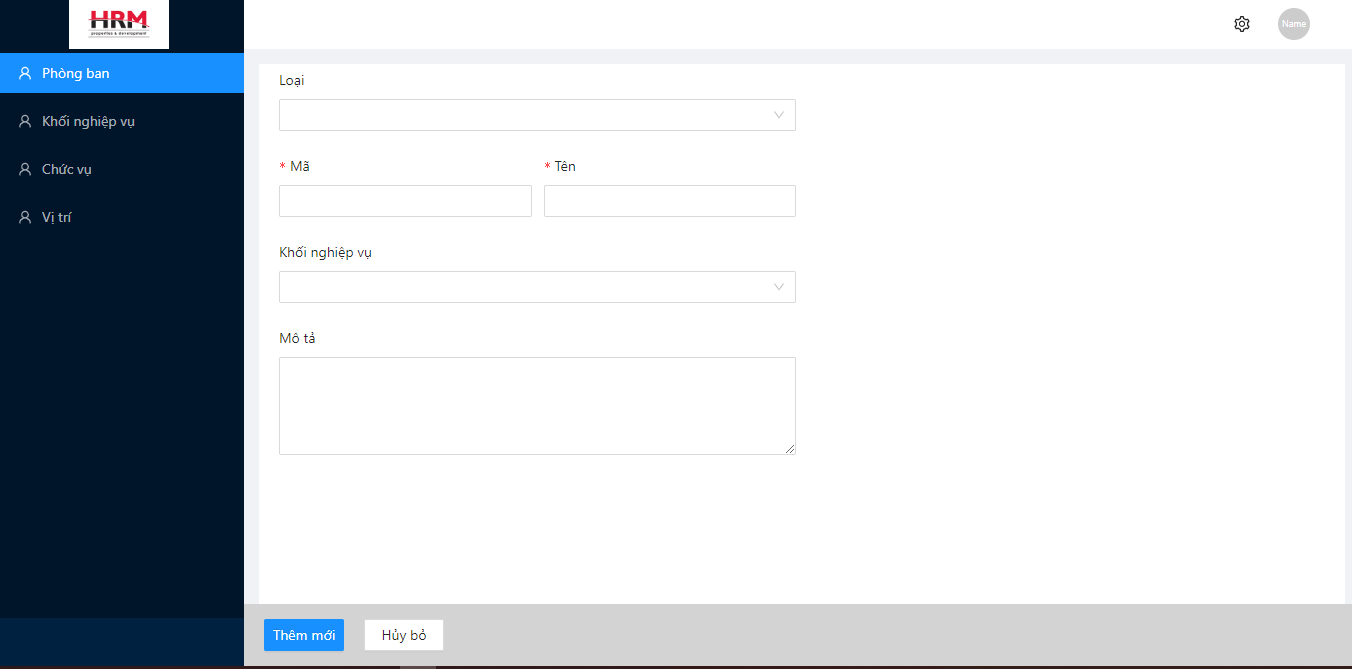 HRM
properties & development
Name
Phòng ban
Khối nghiệp vụ
Chức vụ
Vị trí
Loại
* Mã
* Tên
Khối nghiệp vụ
Mô tả
Thêm mới
Hủy bỏ